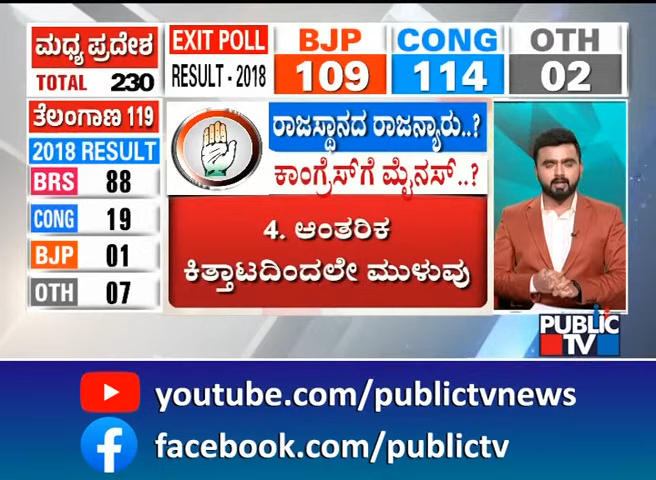 ಮಧ್ಯಪ್ರದೇಶ
TOTAL 230
EXIT POLL
RESULT - 2018
BJP
109
CONG
114
OTH
02
ತೆಲಂಗಾಣ 119
2018 RESULT
BRS 88
CONG 19
BJP 01
OTH 07
ರಾಜಸ್ಥಾನದ ರಾಜನ್ಯಾರು..?
ಕಾಂಗ್ರೆಸ್‌ಗೆ ಮೈನಸ್..?
4. ಆಂತರಿಕ
ಕಿತ್ತಾಟದಿಂದಲೇ ಮುಳುವು
PUBLIC
TV
youtube.com/publictvnews
facebook.com/publictv